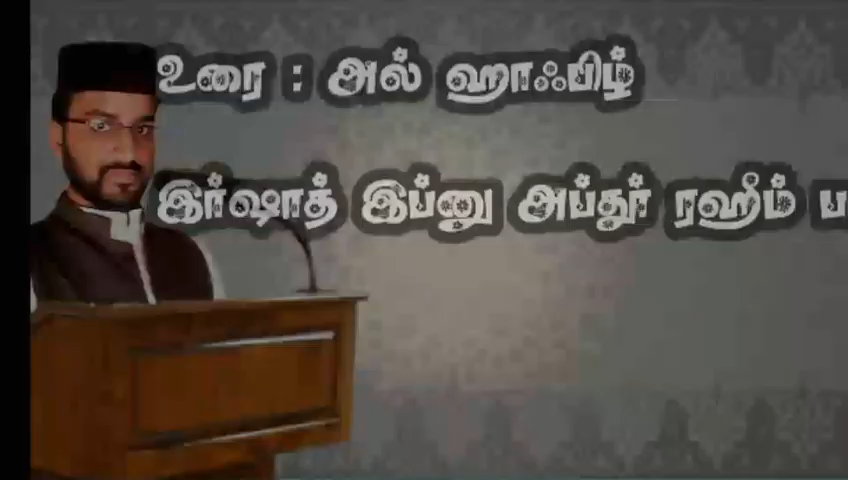 உரை : அல் ஹாஃபிழ்
இர்ஷாத் இப்னு அப்துர் ரஹீம்